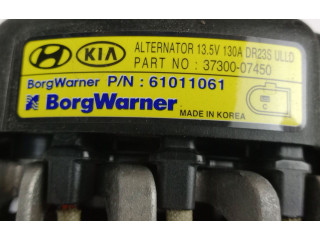 KIA ALTERNATOR 13.5V 130A DR23S ULLD
PART NO : 37300-07450
BorgWarner P/N : 61011061
BorgWarner
MADE IN KOREA